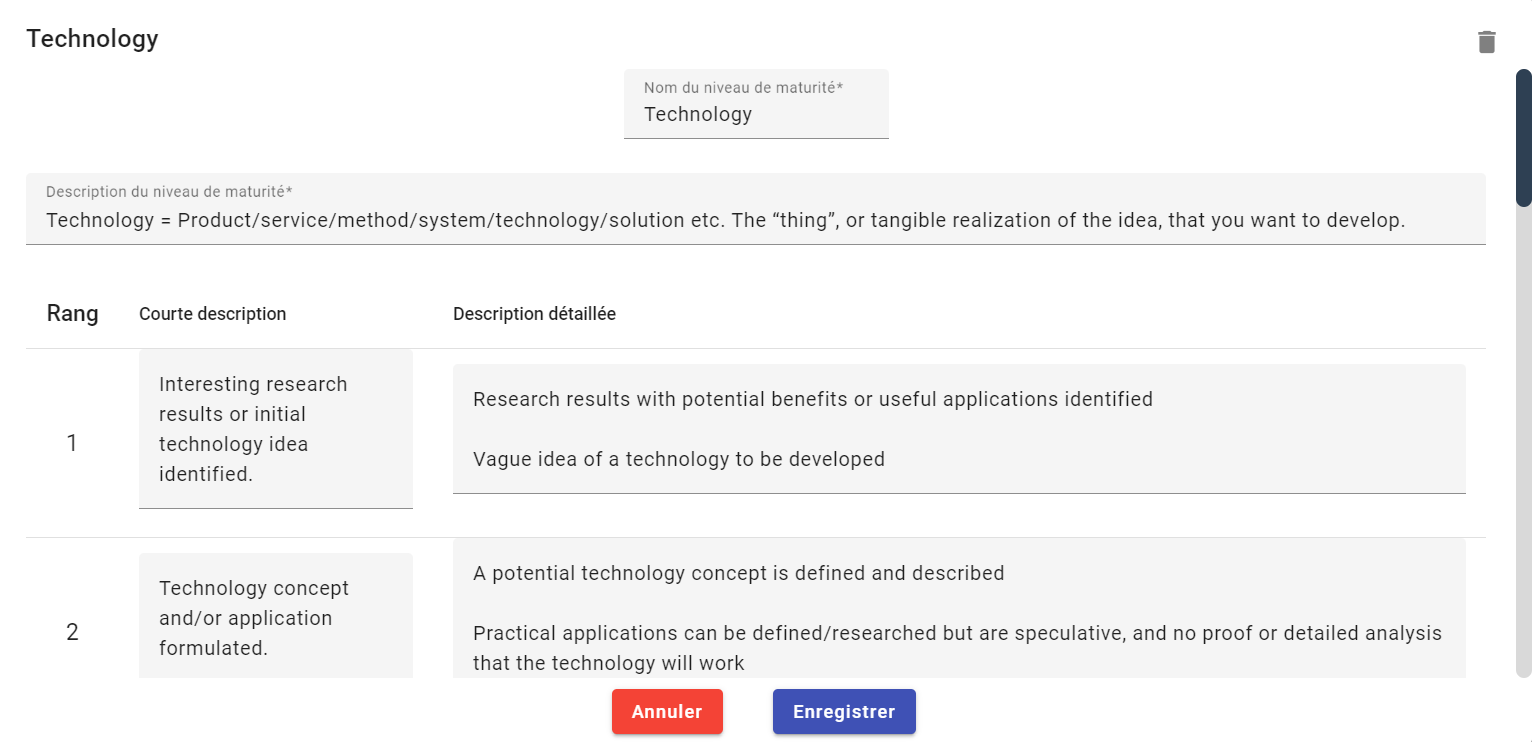 Technology
Nom du niveau de maturité*
Technology
Description du niveau de maturité*
Technology = Product/service/method/system/technology/solution etc. The “thing”, or tangible realization of the idea, that you want to develop.
Rang
Courte description
Description détaillée
1
Interesting research
results or initial
technology idea
identified.
Research results with potential benefits or useful applications identified
Vague idea of a technology to be developed
2
Technology concept
and/or application
formulated.
A potential technology concept is defined and described
Practical applications can be defined/researched but are speculative, and no proof or detailed analysis
that the technology will work
Annuler
Enregistrer